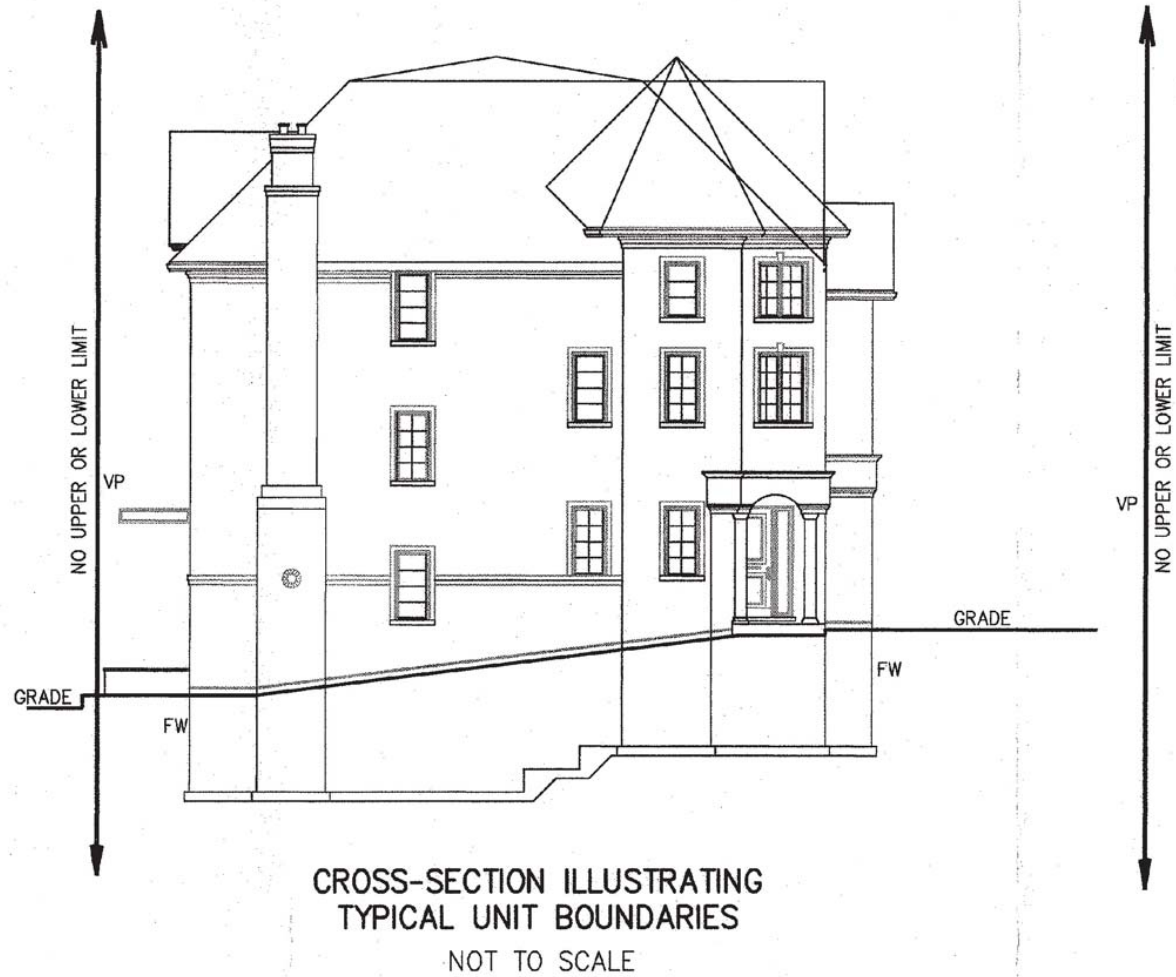 NO UPPER OR LOWER LIMIT
VP
VP
NO UPPER OR LOWER LIMIT
GRADE
FW
GRADE
FW
CROSS-SECTION ILLUSTRATING
TYPICAL UNIT BOUNDARIES
NOT TO SCALE